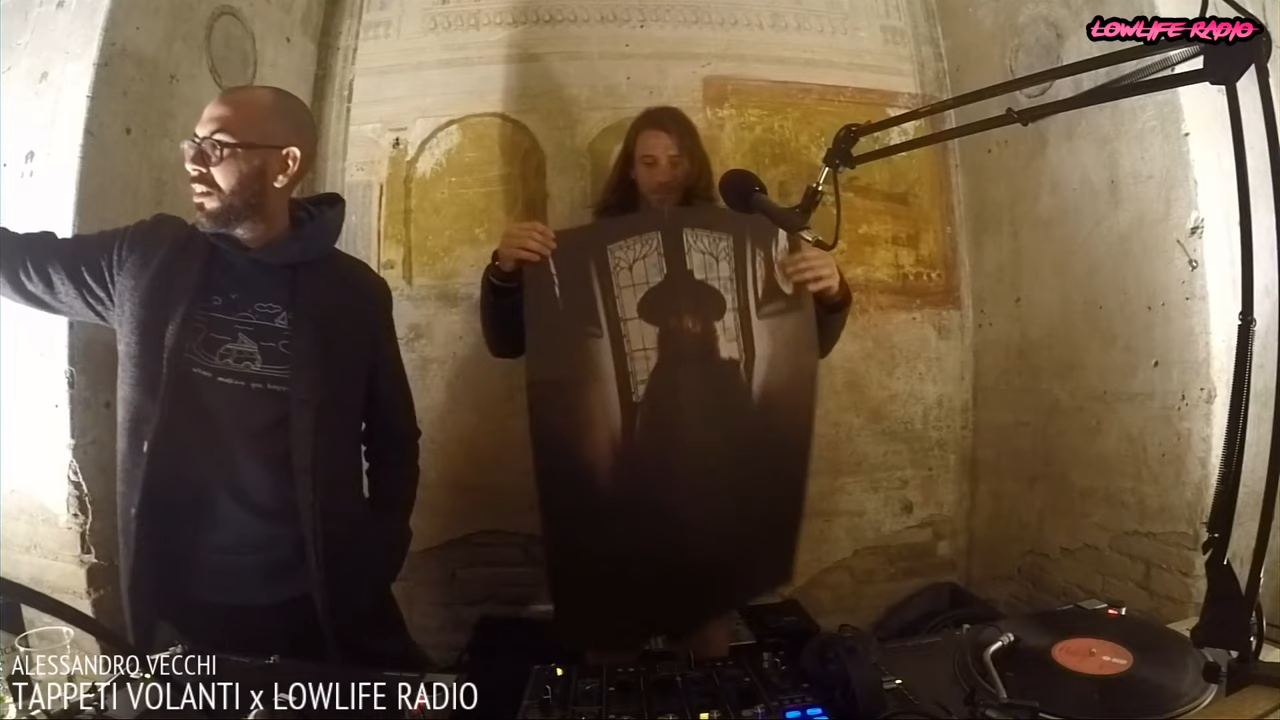 LOWLIFE RADIO
ALESSANDRO VECCHI
TAPPETI VOLANTI x LOWLIFE RADIO